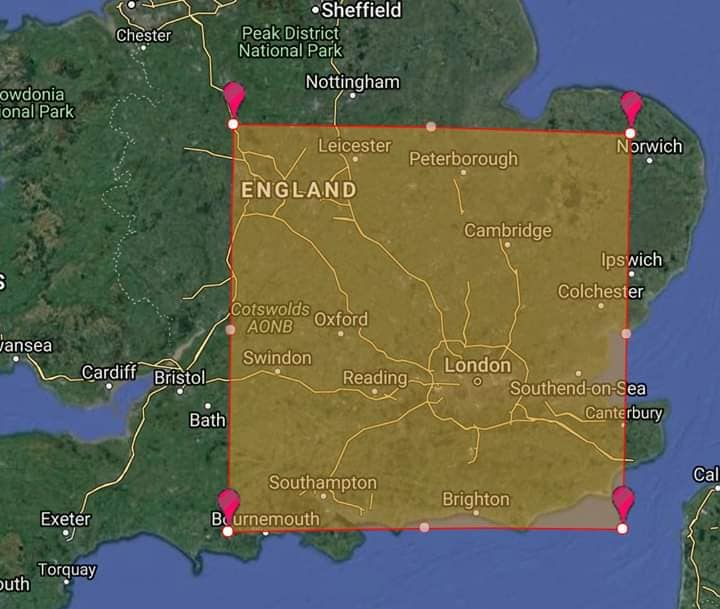 Sheffield
Chester
Peak District
National Park
owdonia
ional Park
Nottingham
Leicester
Norwich
Peterborough
ENGLAND
Cambridge
Ipswich
S
Colchester
Cotswolds
AONB
Oxford
ansea
Swindon
London
Cardiff
Bristol
Reading
Southend-on-Sea
Bath
Canterbury
Cal
Southampton
Brighton
Exeter
Bournemouth
Torquay
outh